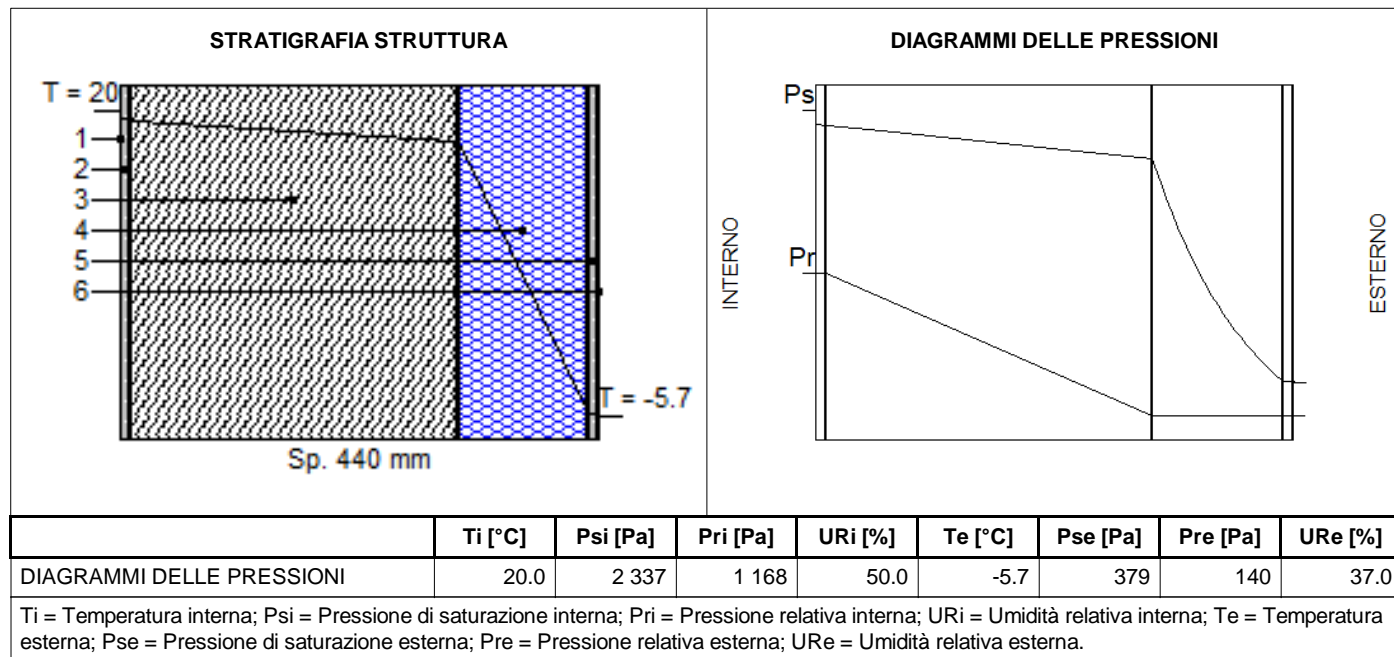 STRATIGRAFIA STRUTTURA
T = 20
1
2
3
4
5
6
T = -5.7
Sp. 440 mm
DIAGRAMMI DELLE PRESSIONI
Ps
Pr
INTERNO
ESTERNO
Ti [°C] Psi [Pa] Pri [Pa] URi [%] Te [°C] Pse [Pa] Pre [Pa] URe [%]
DIAGRAMMI DELLE PRESSIONI 20.0 2 337 1 168 50.0 -5.7 379 140 37.0
Ti = Temperatura interna; Psi = Pressione di saturazione interna; Pri = Pressione relativa interna; URi = Umidità relativa interna; Te = Temperatura
esterna; Pse = Pressione di saturazione esterna; Pre = Pressione relativa esterna; URe = Umidità relativa esterna.